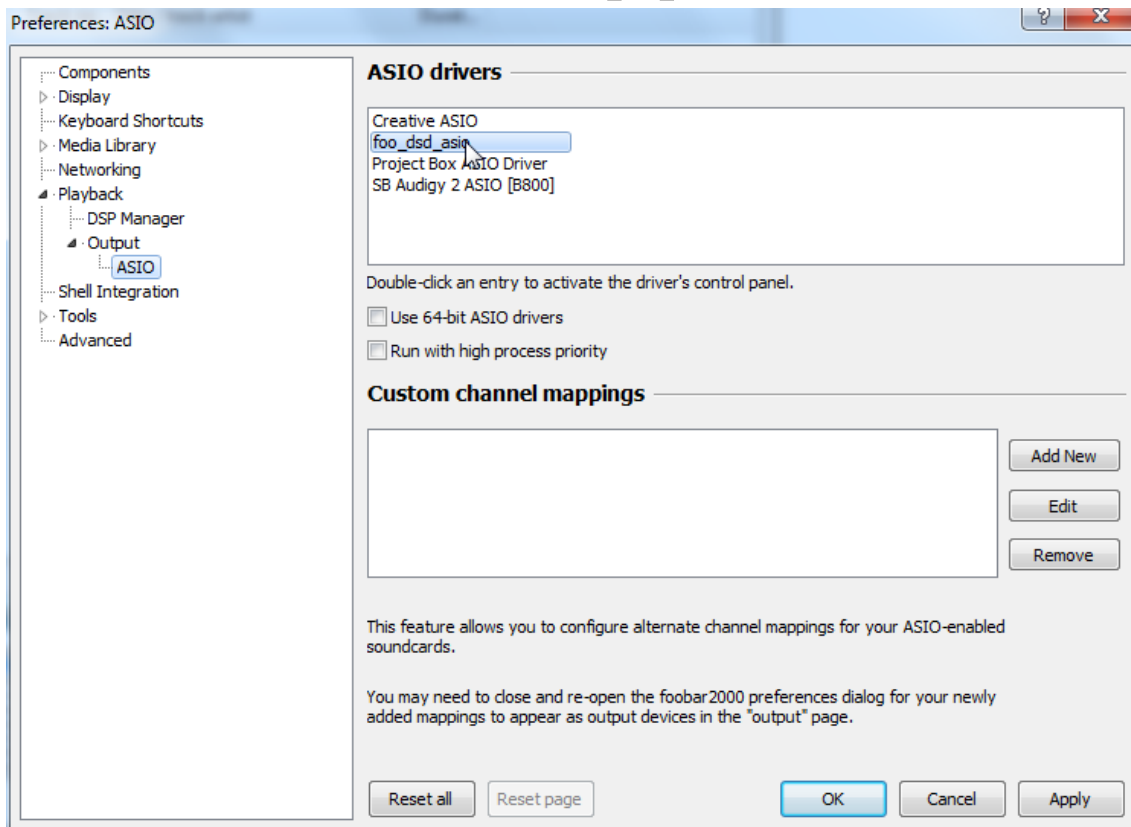 Preferences: ASIO
?
X
Components
Display
Keyboard Shortcuts
Media Library
Networking
Playback
DSP Manager
Output
ASIO
Shell Integration
Tools
Advanced
ASIO drivers
Creative ASIO
foo_dsd_asio
Project Box ASIO Driver
SB Audigy 2 ASIO [B800]
Double-click an entry to activate the driver's control panel.
Use 64-bit ASIO drivers
Run with high process priority
Custom channel mappings
Add New
Edit
Remove
This feature allows you to configure alternate channel mappings for your ASIO-enabled
soundcards.
You may need to close and re-open the foobar2000 preferences dialog for your newly
added mappings to appear as output devices in the "output" page.
Reset all
Reset page
OK
Cancel
Apply